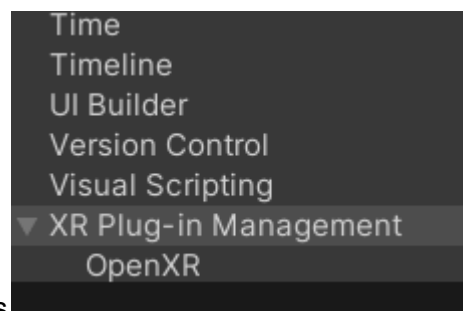 Time
Timeline
UI Builder
Version Control
Visual Scripting
XR Plug-in Management
OpenXR
s